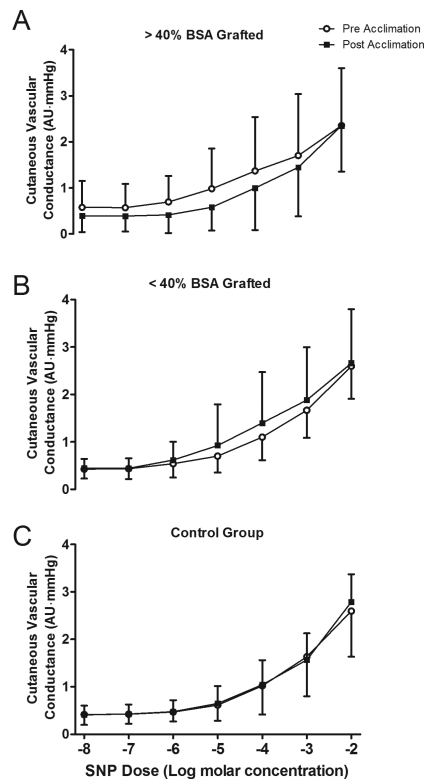 A
> 40% BSA Grafted
Pre Acclimation
Post Acclimation
Cutaneous Vascular
Conductance (AU·mmHg)
4
3
2
1
0
B
< 40% BSA Grafted
Cutaneous Vascular
Conductance (AU·mmHg)
4
3
2
1
0
C
Control Group
Cutaneous Vascular
Conductance (AU·mmHg)
4
3
2
1
0
-8 -7 -6 -5 -4 -3 -2
SNP Dose (Log molar concentration)